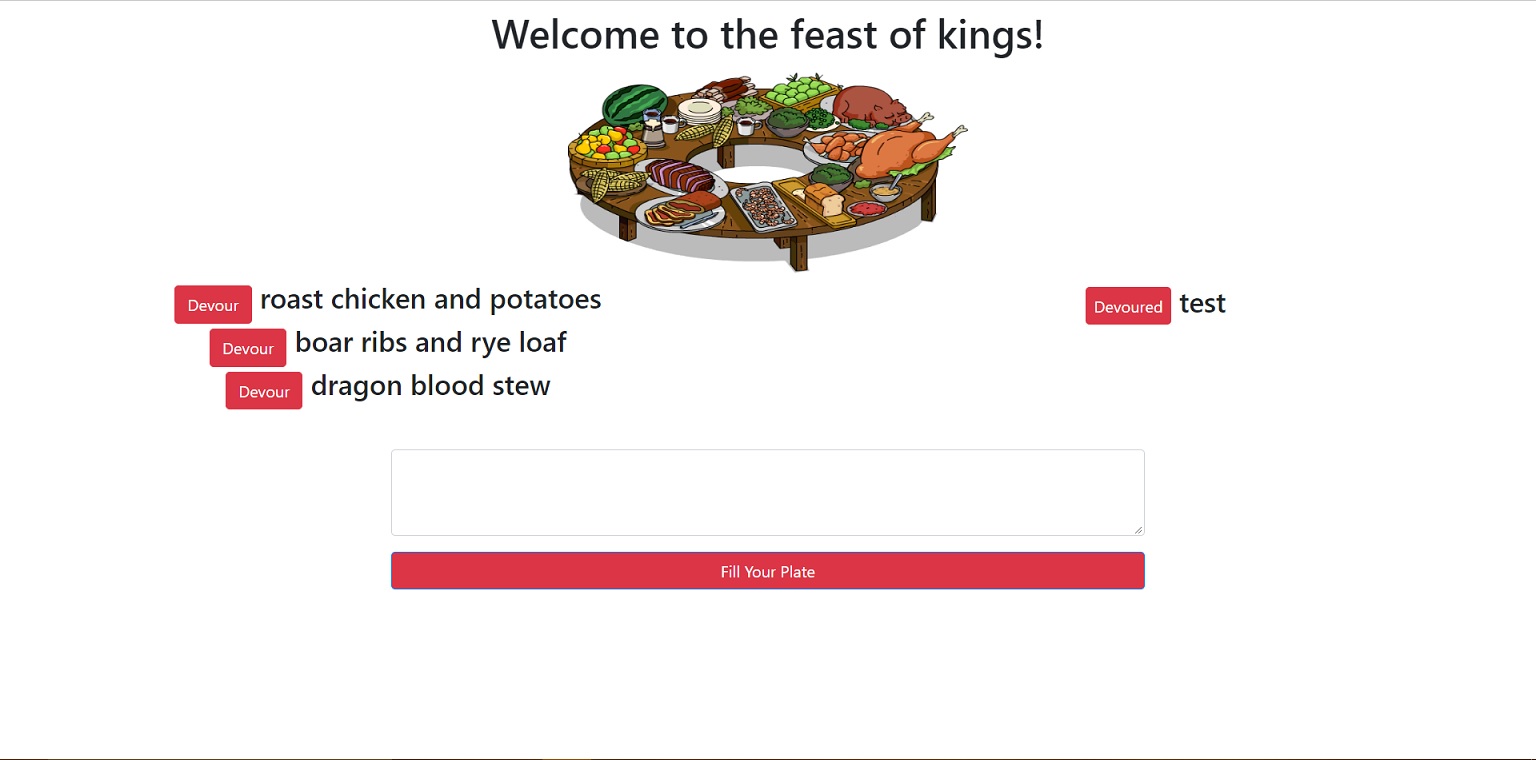 Welcome to the feast of kings!
Devour roast chicken and potatoes
Devour boar ribs and rye loaf
Devour dragon blood stew
Devoured test
Fill Your Plate